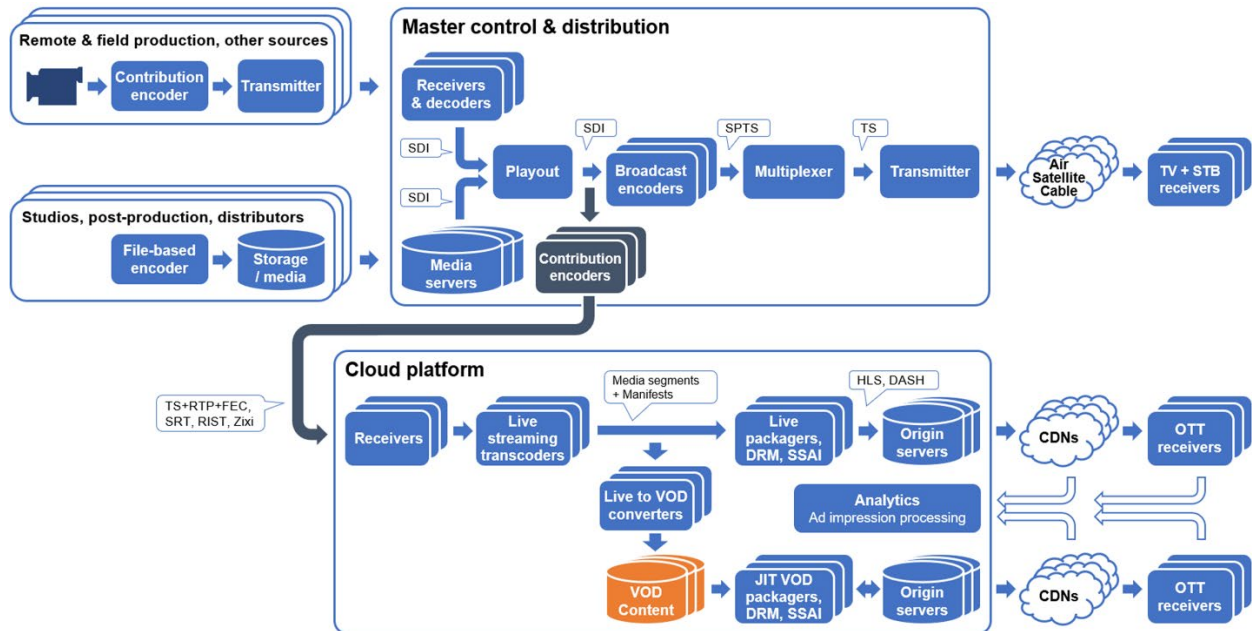 Remote & field production, other sources
Contribution
encoder
Transmitter
Master control & distribution
Receivers
& decoders
SDI
SDI
SDI
Playout
Broadcast
encoders
SPTS
Multiplexer
TS
Transmitter
Air
Satellite
Cable
TV + STB
receivers
Studios, post-production, distributors
File-based
encoder
Storage
/ media
Media
servers
Contribution
encoders
TS+RTP+FEC,
SRT, RIST, Zixi
Cloud platform
Receivers
Live
streaming
transcoders
Media segments
+ Manifests
Live
packagers,
DRM, SSAI
HLS, DASH
Origin
servers
CDNs
OTT
receivers
Live to VOD
converters
Analytics
Ad impression processing
VOD
Content
JIT VOD
packagers,
DRM, SSAI
Origin
servers
CDNs
OTT
receivers